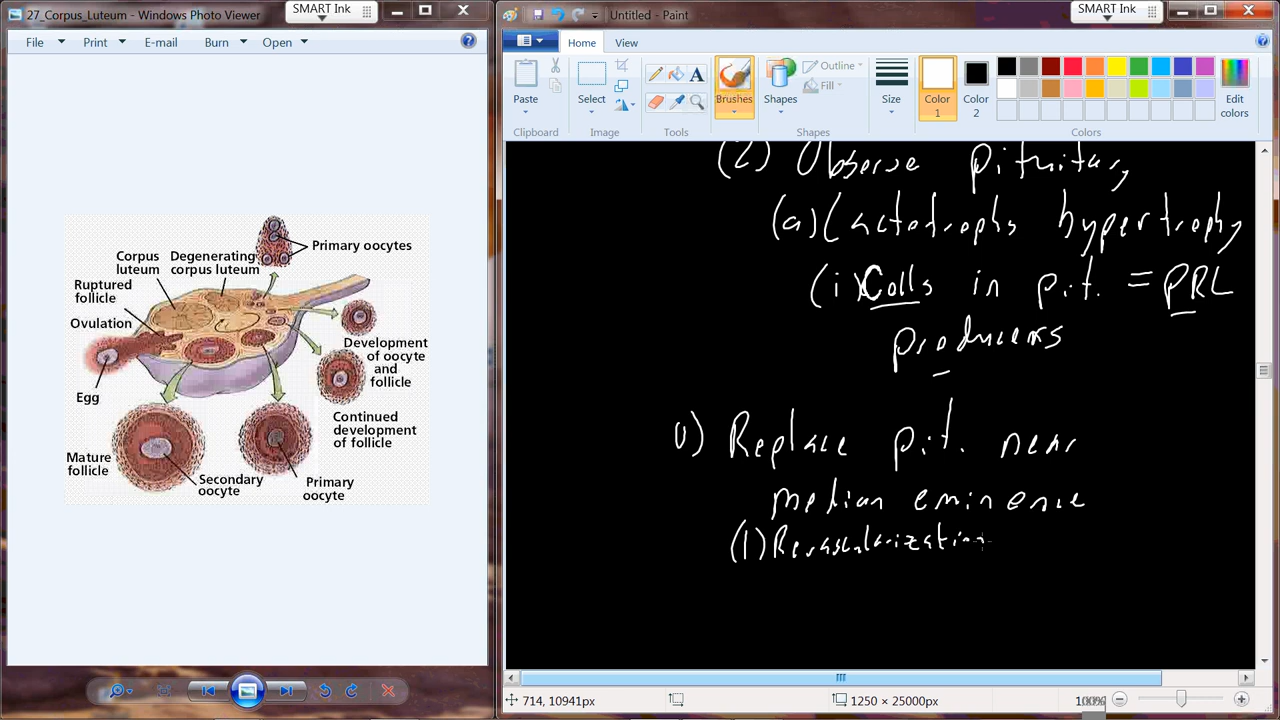 27_Corpus_Luteum - Windows Photo Viewer
SMART Ink
File Print E-mail Burn Open
Primary oocytes
Corpus luteum
Degenerating corpus luteum
Ruptured follicle
Ovulation
Egg
Development of oocyte and follicle
Continued development of follicle
Mature follicle
Secondary oocyte
Primary oocyte
Untitled - Paint
SMART Ink
Home View
Paste
Select
Brushes
Shapes
Outline
Fill
Size
Color 1
Color 2
Edit colors
Clipboard Image Tools Shapes Colors
(2) Observe pituitary
(a) Lactotrophs hypertrophy
(i) Cells in pit. = PRL
producers
v) Replace pit. near
median eminence
(1) Revascularization
714, 10941px
1250 × 25000px
100%